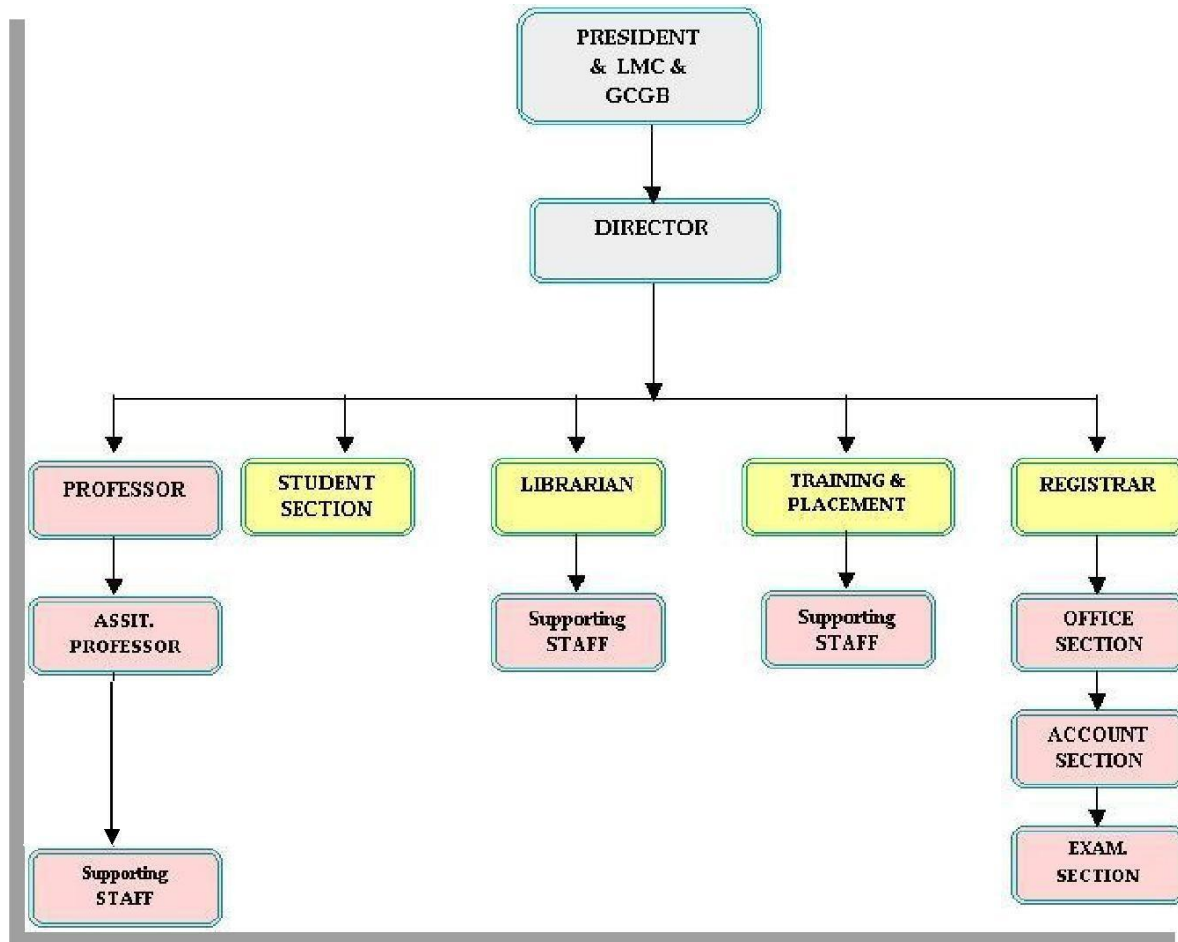 PRESIDENT
& LMC &
GCGB
DIRECTOR
PROFESSOR
STUDENT
SECTION
LIBRARIAN
TRAINING &
PLACEMENT
REGISTRAR
ASSIT.
PROFESSOR
Supporting
STAFF
Supporting
STAFF
OFFICE
SECTION
ACCOUNT
SECTION
Supporting
STAFF
EXAM.
SECTION